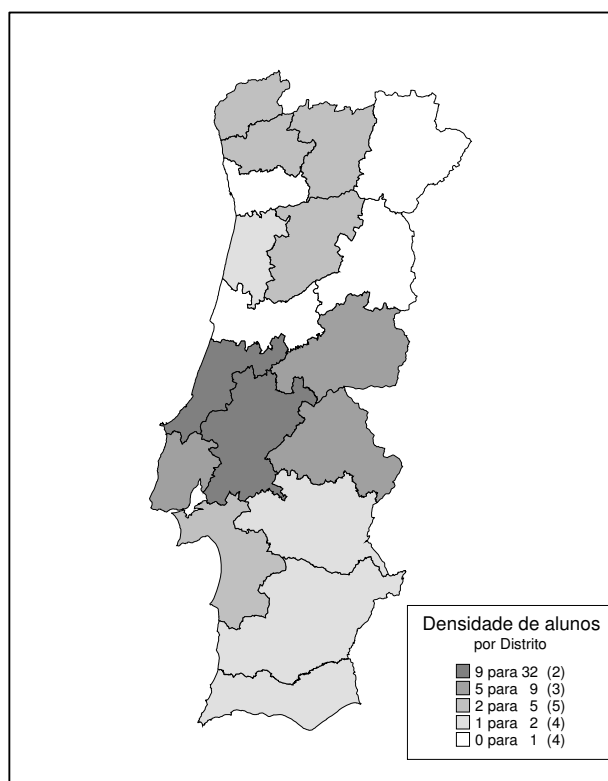 Densidade de alunos
por Distrito
9 para 32 (2)
5 para 9 (3)
2 para 5 (5)
1 para 2 (4)
0 para 1 (4)